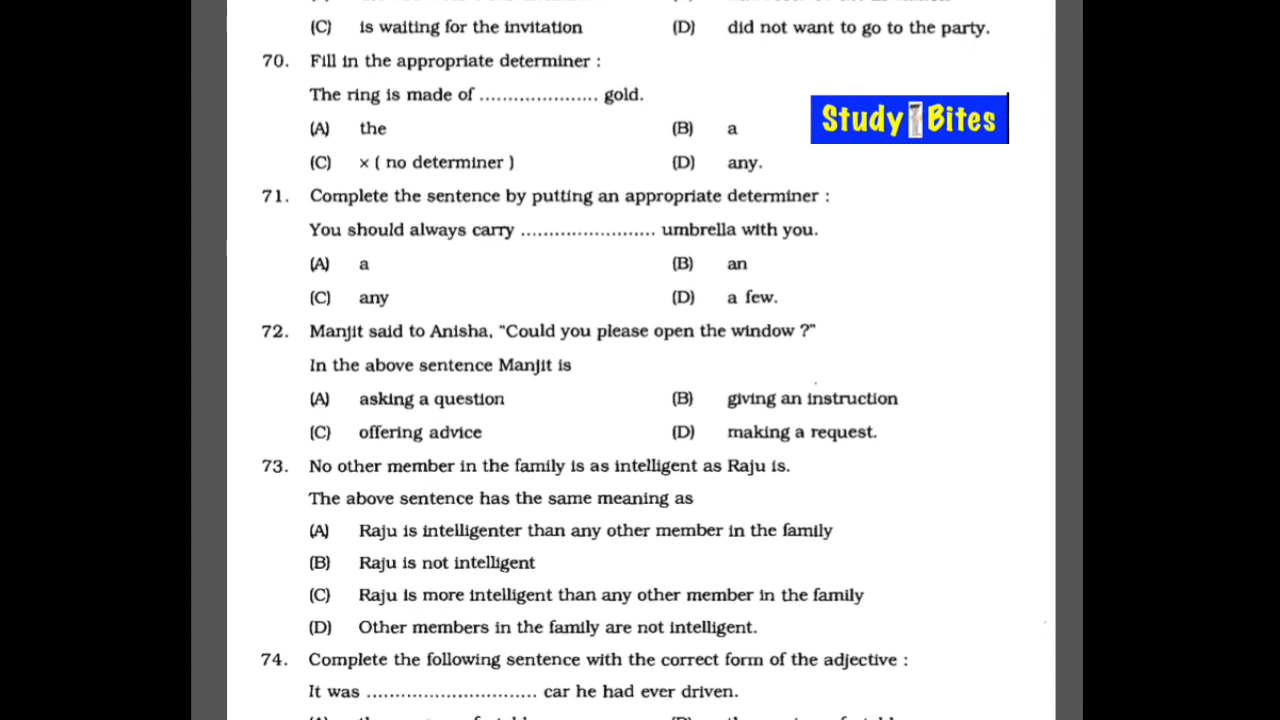 (C) is waiting for the invitation (D) did not want to go to the party.
70. Fill in the appropriate determiner :
The ring is made of ..................... gold.
Study Bites
(A) the (B) a
(C) × ( no determiner ) (D) any.
71. Complete the sentence by putting an appropriate determiner :
You should always carry ........................ umbrella with you.
(A) a (B) an
(C) any (D) a few.
72. Manjit said to Anisha, "Could you please open the window ?"
In the above sentence Manjit is
(A) asking a question (B) giving an instruction
(C) offering advice (D) making a request.
73. No other member in the family is as intelligent as Raju is.
The above sentence has the same meaning as
(A) Raju is intelligenter than any other member in the family
(B) Raju is not intelligent
(C) Raju is more intelligent than any other member in the family
(D) Other members in the family are not intelligent.
74. Complete the following sentence with the correct form of the adjective :
It was .............................. car he had ever driven.